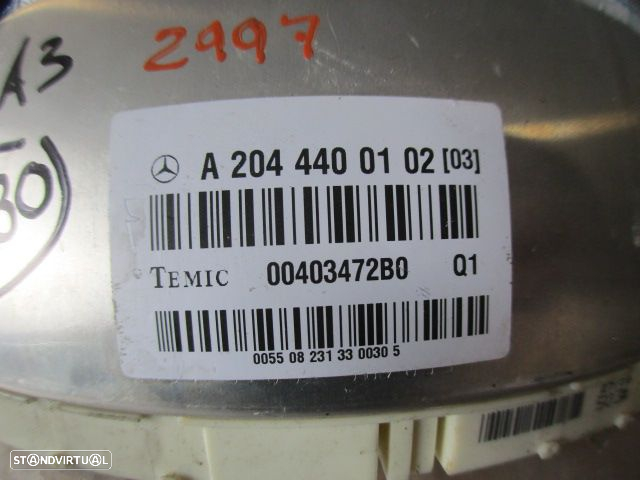 2997
A3
30)
A 204 440 01 02 [03]
TEMIC 00403472B0 Q1
0055 08 231 33 0030 5
STANDVIRTUAL